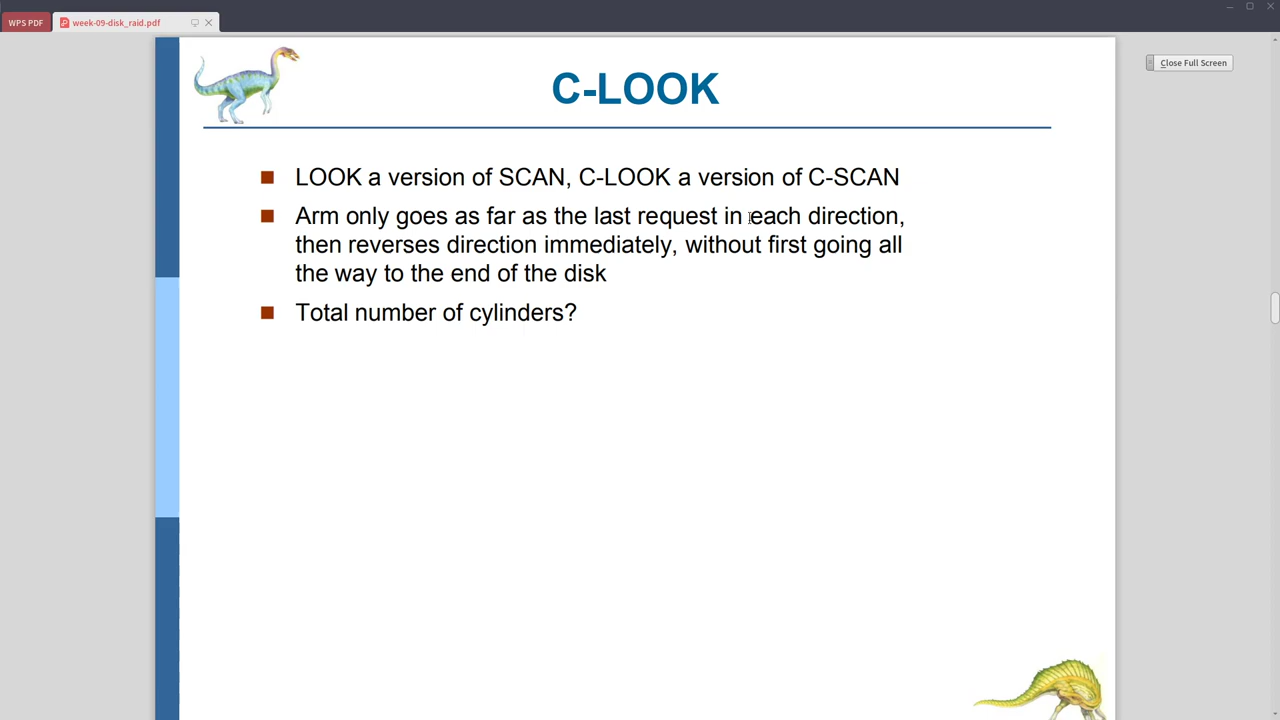 WPS PDF
week-09-disk_raid.pdf
Close Full Screen
C-LOOK
LOOK a version of SCAN, C-LOOK a version of C-SCAN
Arm only goes as far as the last request in each direction,
then reverses direction immediately, without first going all
the way to the end of the disk
Total number of cylinders?